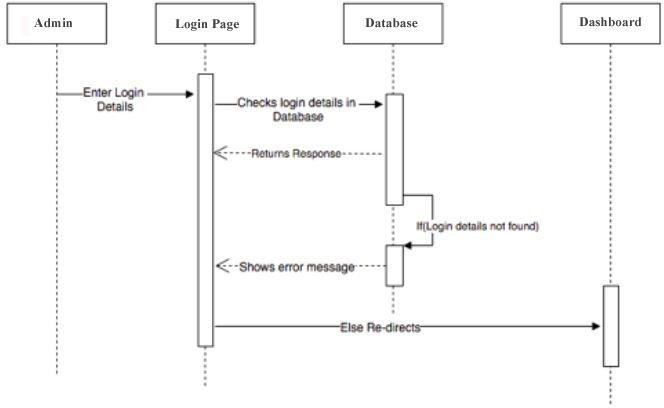 Admin
Login Page
Database
Dashboard
Enter Login
Details
Checks login details in
Database
Returns Response
If(Login details not found)
Shows error message
Else Re-directs